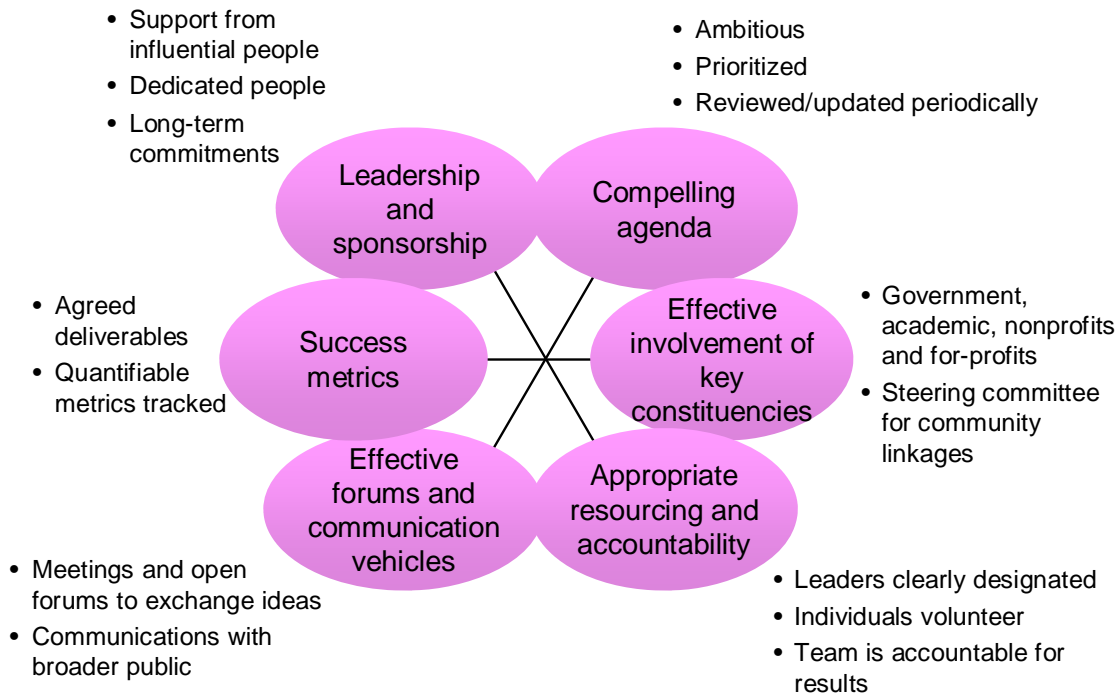 • Support from
influential people
• Dedicated people
• Long-term
commitments
• Ambitious
• Prioritized
• Reviewed/updated periodically
Leadership
and
sponsorship
Compelling
agenda
• Agreed
deliverables
• Quantifiable
metrics tracked
Success
metrics
Effective
involvement of
key
constituencies
• Government,
academic, nonprofits
and for-profits
• Steering committee
for community
linkages
Effective
forums and
communication
vehicles
Appropriate
resourcing and
accountability
• Meetings and open
forums to exchange ideas
• Communications with
broader public
• Leaders clearly designated
• Individuals volunteer
• Team is accountable for
results